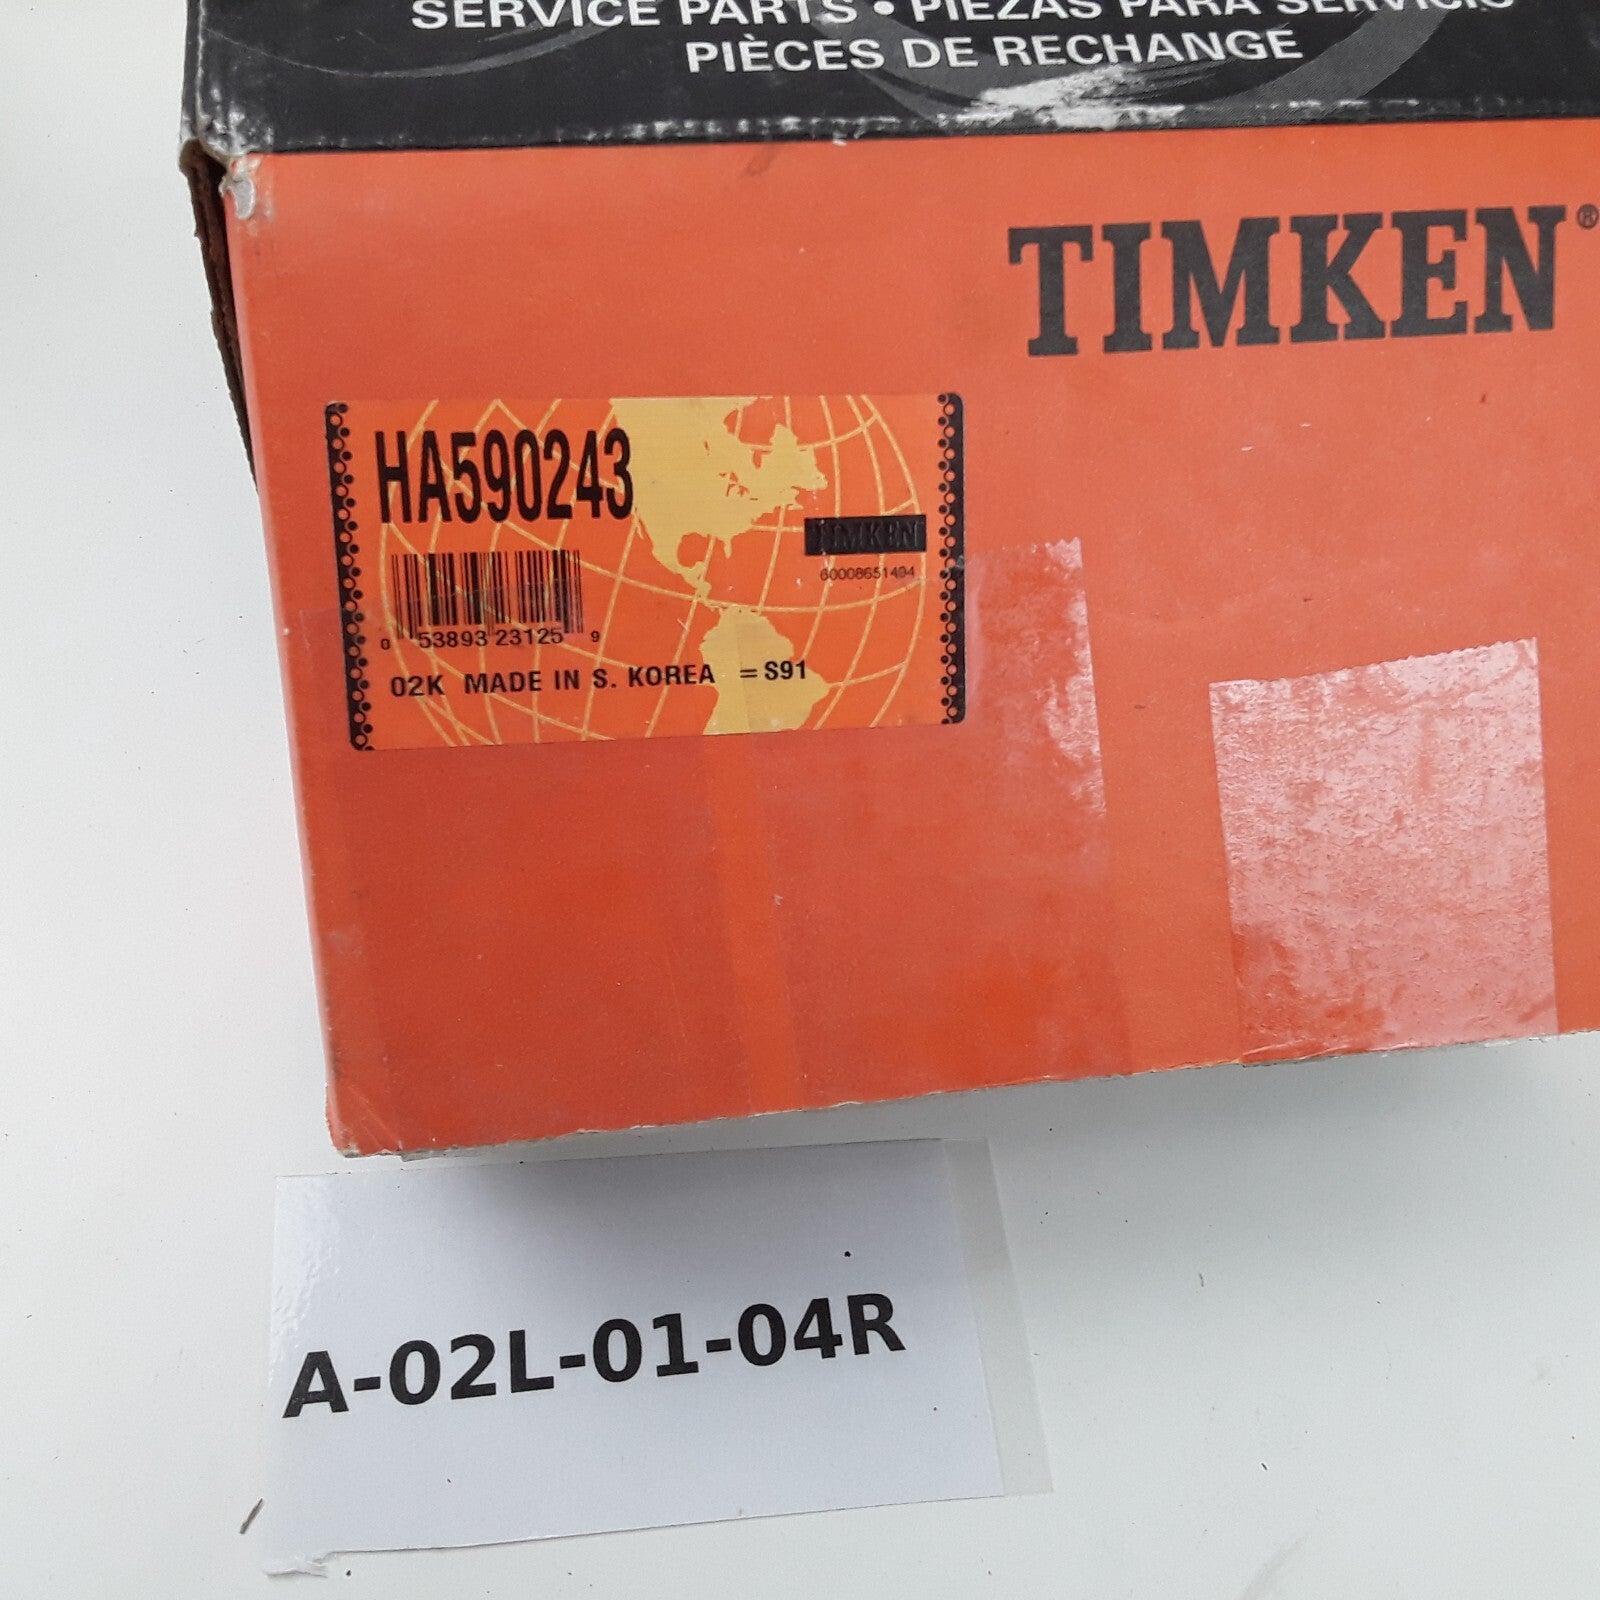 SERVICE PARTS • PIEZAS PARA SERVICIO
PIÈCES DE RECHANGE
TIMKEN®
HA590243
TIMKEN
60008651494
0 53893 23125 9
02K MADE IN S. KOREA = S91
A-02L-01-04R